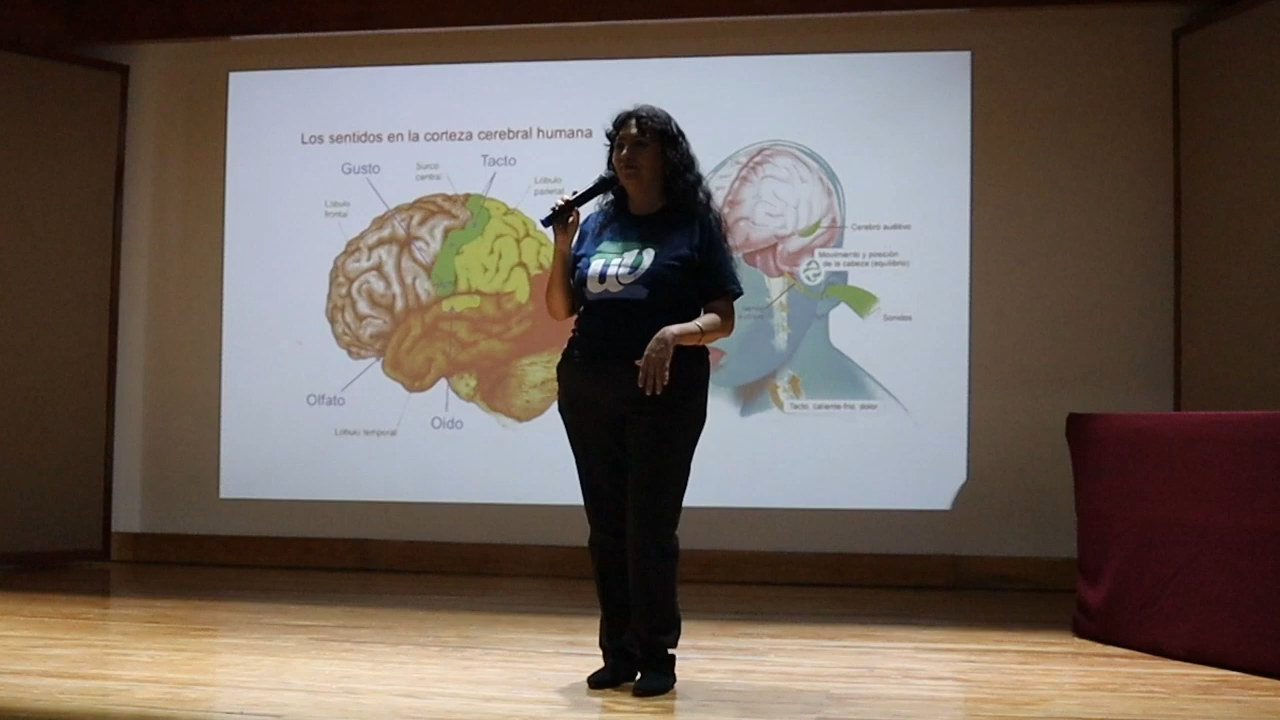 Los sentidos en la corteza cerebral humana
Gusto
Surco
central
Tacto
Lóbulo
parietal
Lóbulo
frontal
Olfato
Lóbulo temporal
Oído
uv
Cerebro auditivo
Movimiento y posición
de la cabeza (equilibrio)
Sonidos
Tacto, caliente-frío, dolor